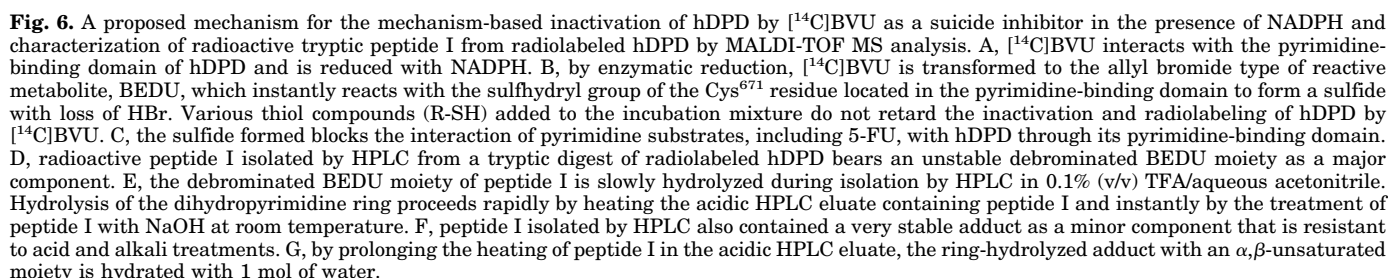 Fig. 6. A proposed mechanism for the mechanism-based inactivation of hDPD by [¹⁴C]BVU as a suicide inhibitor in the presence of NADPH and
characterization of radioactive tryptic peptide I from radiolabeled hDPD by MALDI-TOF MS analysis. A, [¹⁴C]BVU interacts with the pyrimidine-
binding domain of hDPD and is reduced with NADPH. B, by enzymatic reduction, [¹⁴C]BVU is transformed to the allyl bromide type of reactive
metabolite, BEDU, which instantly reacts with the sulfhydryl group of the Cys⁶⁷¹ residue located in the pyrimidine-binding domain to form a sulfide
with loss of HBr. Various thiol compounds (R-SH) added to the incubation mixture do not retard the inactivation and radiolabeling of hDPD by
[¹⁴C]BVU. C, the sulfide formed blocks the interaction of pyrimidine substrates, including 5-FU, with hDPD through its pyrimidine-binding domain.
D, radioactive peptide I isolated by HPLC from a tryptic digest of radiolabeled hDPD bears an unstable debrominated BEDU moiety as a major
component. E, the debrominated BEDU moiety of peptide I is slowly hydrolyzed during isolation by HPLC in 0.1% (v/v) TFA/aqueous acetonitrile.
Hydrolysis of the dihydropyrimidine ring proceeds rapidly by heating the acidic HPLC eluate containing peptide I and instantly by the treatment of
peptide I with NaOH at room temperature. F, peptide I isolated by HPLC also contained a very stable adduct as a minor component that is resistant
to acid and alkali treatments. G, by prolonging the heating of peptide I in the acidic HPLC eluate, the ring-hydrolyzed adduct with an α,β-unsaturated
moiety is hydrated with 1 mol of water.